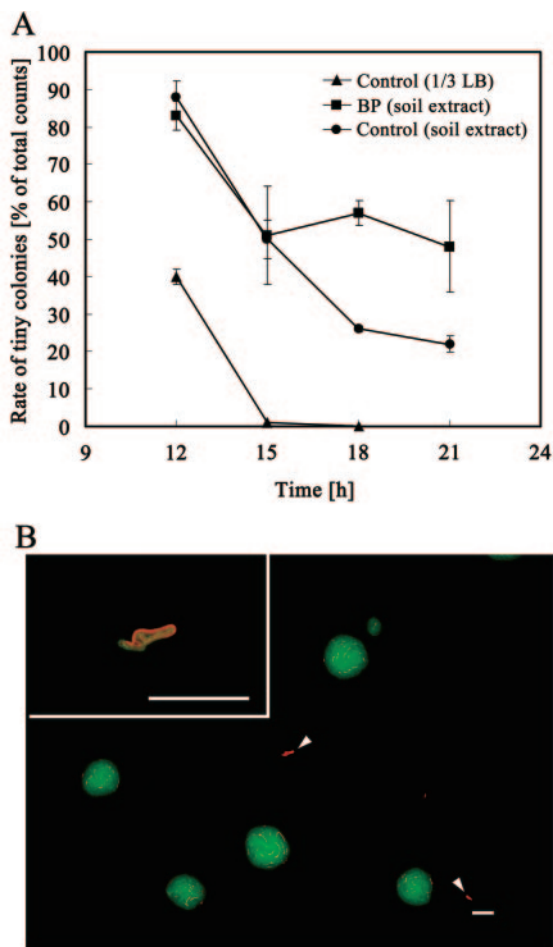 A
100
90
80
70
60
50
40
30
20
10
0
Rate of tiny colonies [% of total counts]
Control (1/3 LB)
BP (soil extract)
Control (soil extract)
9 12 15 18 21 24
Time [h]
B